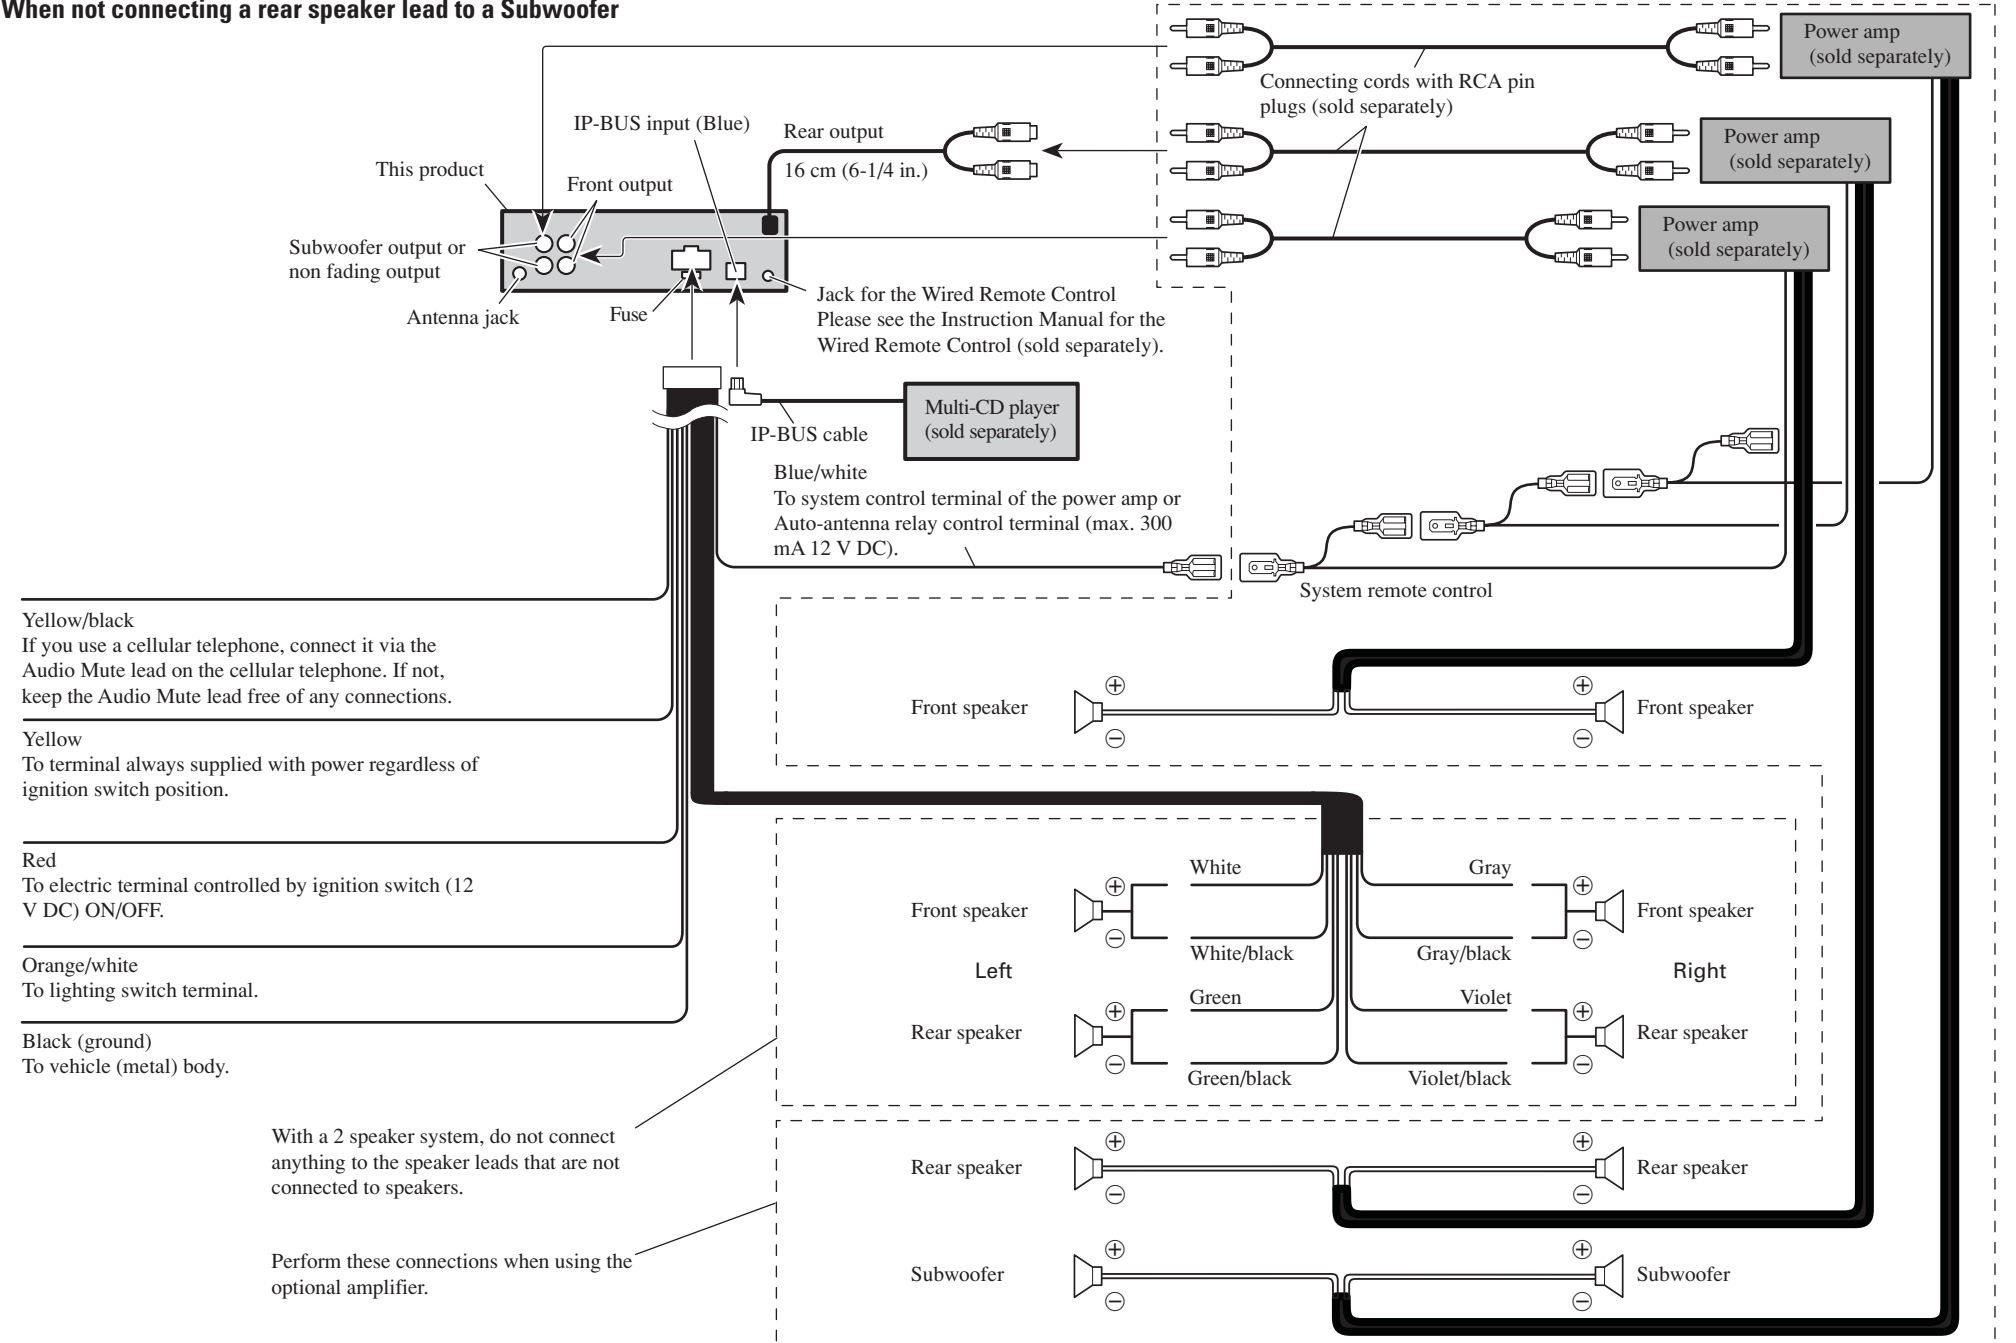 When not connecting a rear speaker lead to a Subwoofer
Power amp
(sold separately)
Connecting cords with RCA pin
plugs (sold separately)
IP-BUS input (Blue)
Rear output
16 cm (6-1/4 in.)
Power amp
(sold separately)
This product
Front output
Power amp
(sold separately)
Subwoofer output or
non fading output
Antenna jack
Fuse
Jack for the Wired Remote Control
Please see the Instruction Manual for the
Wired Remote Control (sold separately).
Multi-CD player
(sold separately)
IP-BUS cable
Blue/white
To system control terminal of the power amp or
Auto-antenna relay control terminal (max. 300
mA 12 V DC).
System remote control
Yellow/black
If you use a cellular telephone, connect it via the
Audio Mute lead on the cellular telephone. If not,
keep the Audio Mute lead free of any connections.
Yellow
To terminal always supplied with power regardless of
ignition switch position.
Red
To electric terminal controlled by ignition switch (12
V DC) ON/OFF.
Orange/white
To lighting switch terminal.
Black (ground)
To vehicle (metal) body.
With a 2 speaker system, do not connect
anything to the speaker leads that are not
connected to speakers.
Perform these connections when using the
optional amplifier.
Front speaker
+
−
+
−
Front speaker
White
Gray
Front speaker
+
−
+
−
Front speaker
White/black
Gray/black
Left
Right
Green
Violet
Rear speaker
+
−
+
−
Rear speaker
Green/black
Violet/black
Rear speaker
+
−
+
−
Rear speaker
Subwoofer
+
−
+
−
Subwoofer